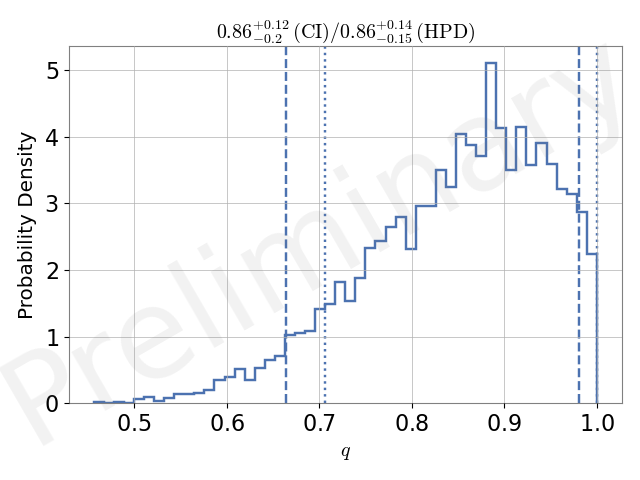 0.86^{+0.12}_{-0.2} (CI)/0.86^{+0.14}_{-0.15} (HPD)
Probability Density
5
4
3
2
1
0
0.5 0.6 0.7 0.8 0.9 1.0
q
Preliminary